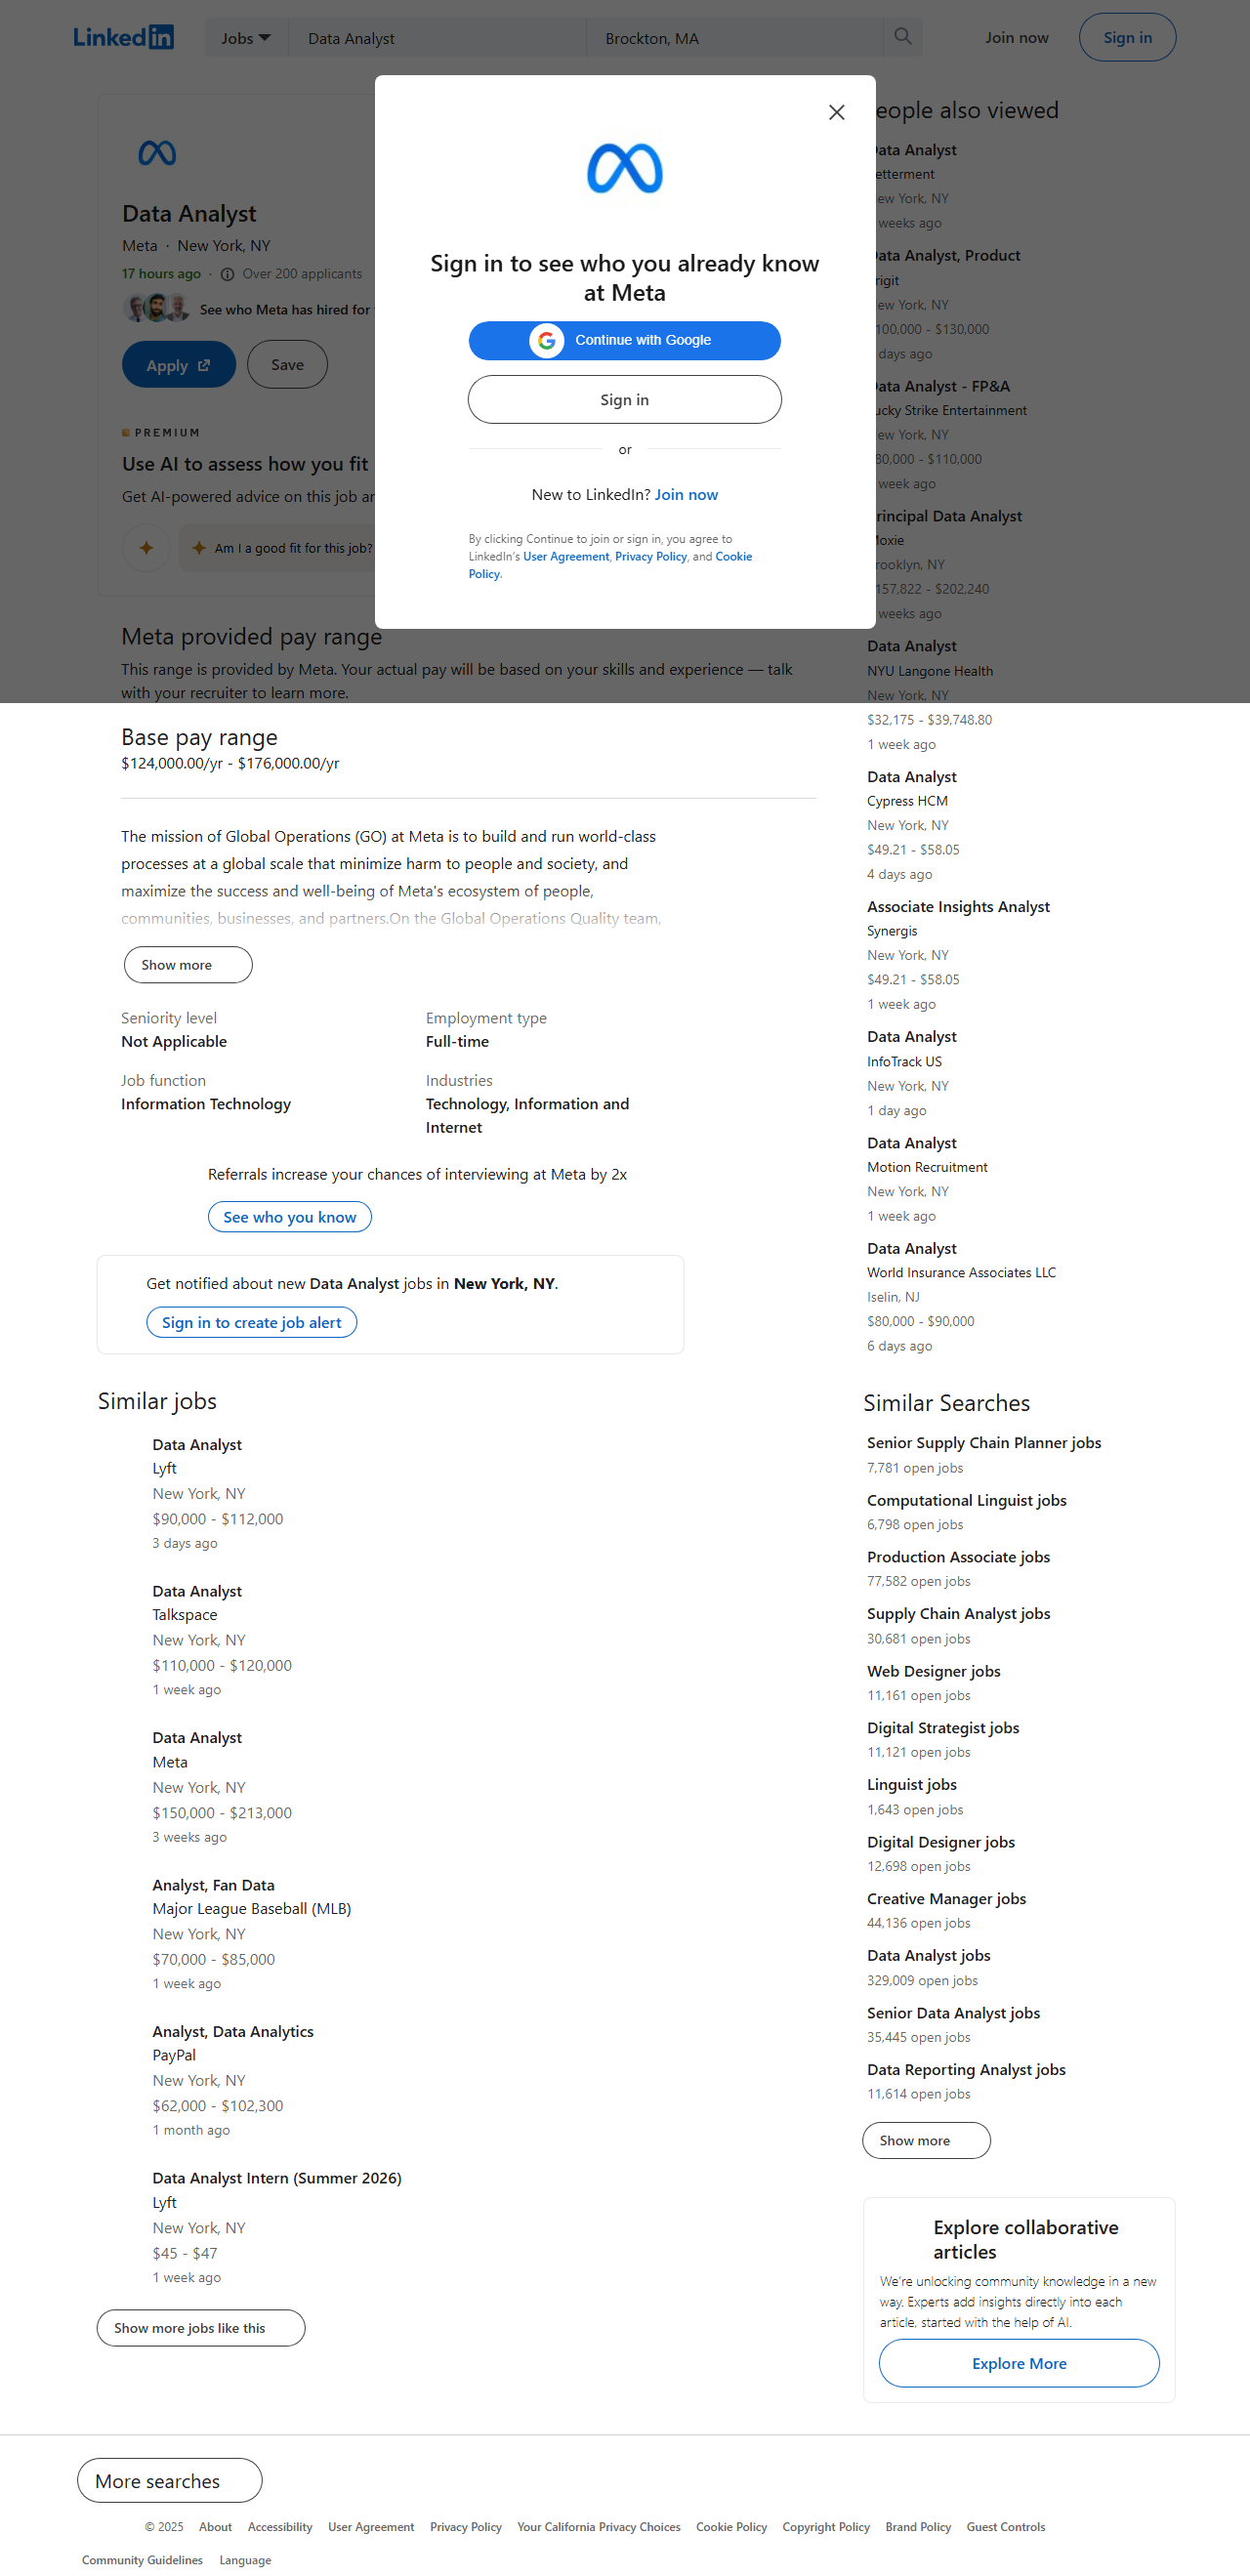 LinkedIn
Jobs
Data Analyst
Brockton, MA
Join now
Sign in
Data Analyst
Meta · New York, NY
17 hours ago · Over 200 applicants
See who Meta has hired for
Apply
Save
PREMIUM
Use AI to assess how you fit
Get AI-powered advice on this job
Am I a good fit for this job?
Sign in to see who you already know
at Meta
Continue with Google
Sign in
or
New to LinkedIn? Join now
By clicking Continue to join or sign in, you agree to
LinkedIn's User Agreement, Privacy Policy, and Cookie
Policy.
Meta provided pay range
This range is provided by Meta. Your actual pay will be based on your skills and experience — talk
with your recruiter to learn more.
Base pay range
$124,000.00/yr - $176,000.00/yr
The mission of Global Operations (GO) at Meta is to build and run world-class
processes at a global scale that minimize harm to people and society, and
maximize the success and well-being of Meta's ecosystem of people,
communities, businesses, and partners.On the Global Operations Quality team,
Show more
Seniority level
Not Applicable
Employment type
Full-time
Job function
Information Technology
Industries
Technology, Information and
Internet
Referrals increase your chances of interviewing at Meta by 2x
See who you know
Get notified about new Data Analyst jobs in New York, NY.
Sign in to create job alert
Similar jobs
Data Analyst
Lyft
New York, NY
$90,000 - $112,000
3 days ago
Data Analyst
Talkspace
New York, NY
$110,000 - $120,000
1 week ago
Data Analyst
Meta
New York, NY
$150,000 - $213,000
3 weeks ago
Analyst, Fan Data
Major League Baseball (MLB)
New York, NY
$70,000 - $85,000
1 week ago
Analyst, Data Analytics
PayPal
New York, NY
$62,000 - $102,300
1 month ago
Data Analyst Intern (Summer 2026)
Lyft
New York, NY
$45 - $47
1 week ago
Show more jobs like this
also viewed
Analyst
York, NY
weeks ago
Analyst, Product
York, NY
- $130,000
days ago
Analyst - FP&A
Strike Entertainment
York, NY
- $110,000
week ago
Data Analyst
NY
- $202,240
weeks ago
Data Analyst
NYU Langone Health
New York, NY
$32,175 - $39,748.80
1 week ago
Data Analyst
Cypress HCM
New York, NY
$49.21 - $58.05
4 days ago
Associate Insights Analyst
Synergis
New York, NY
$49.21 - $58.05
1 week ago
Data Analyst
InfoTrack US
New York, NY
1 day ago
Data Analyst
Motion Recruitment
New York, NY
1 week ago
Data Analyst
World Insurance Associates LLC
Iselin, NJ
$80,000 - $90,000
6 days ago
Similar Searches
Senior Supply Chain Planner jobs
7,781 open jobs
Computational Linguist jobs
6,798 open jobs
Production Associate jobs
77,582 open jobs
Supply Chain Analyst jobs
30,681 open jobs
Web Designer jobs
11,161 open jobs
Digital Strategist jobs
11,121 open jobs
Linguist jobs
1,643 open jobs
Digital Designer jobs
12,698 open jobs
Creative Manager jobs
44,136 open jobs
Data Analyst jobs
329,009 open jobs
Senior Data Analyst jobs
35,445 open jobs
Data Reporting Analyst jobs
11,614 open jobs
Show more
Explore collaborative
articles
We're unlocking community knowledge in a new
way. Experts add insights directly into each
article, started with the help of AI.
Explore More
More searches
© 2025 About Accessibility User Agreement Privacy Policy Your California Privacy Choices Cookie Policy Copyright Policy Brand Policy Guest Controls
Community Guidelines Language